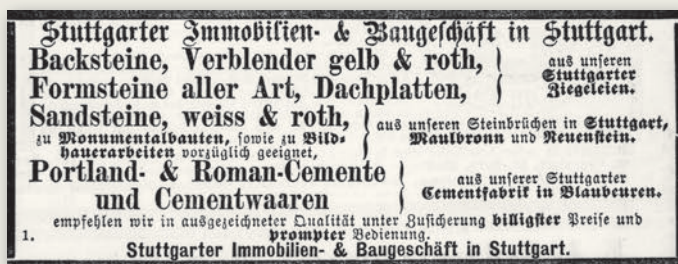 Stuttgarter Immobilien- & Baugeschäft in Stuttgart.
Backsteine, Verblender gelb & roth,
Formsteine aller Art, Dachplatten,
aus unseren
Stuttgarter
Ziegeleien.
Sandsteine, weiss & roth,
zu Monumentalbauten, sowie zu Bild-
hauerarbeiten vorzüglich geeignet,
aus unseren Steinbrüchen in Stuttgart,
Maulbronn und Neuenstein.
Portland- & Roman-Cemente
und Cementwaaren
aus unserer Stuttgarter
Cementfabrik in Blaubeuren.
empfehlen wir in ausgezeichneter Qualität unter Zusicherung billigster Preise und
1. prompter Bedienung.
Stuttgarter Immobilien- & Baugeschäft in Stuttgart.